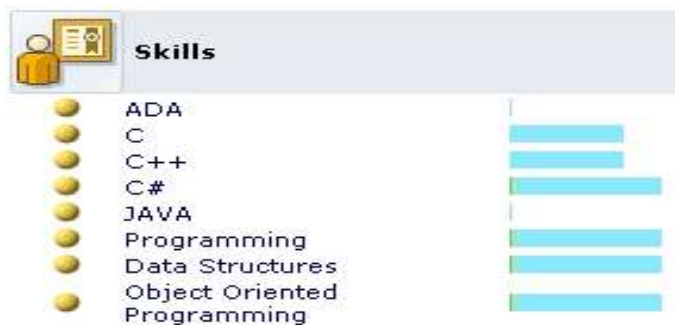 Skills
ADA
C
C++
C#
JAVA
Programming
Data Structures
Object Oriented
Programming